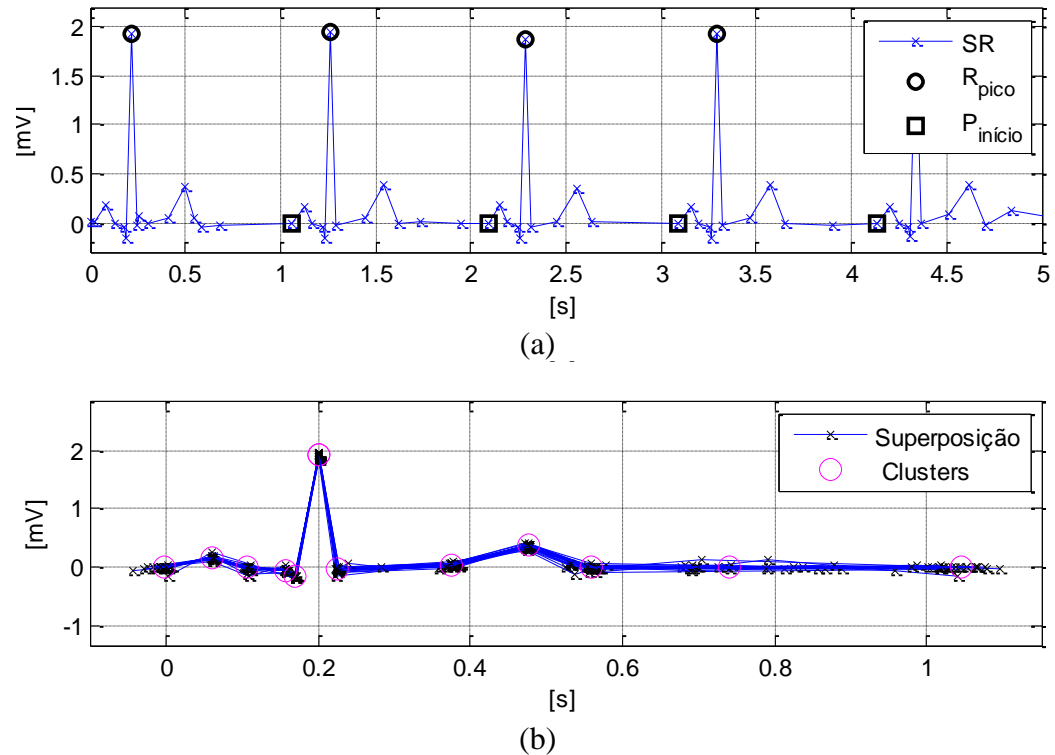 2
1.5
1
0.5
0
[mV]
SR
R pico
P início
0 0.5 1 1.5 2 2.5 3 3.5 4 4.5 5
[s]
(a)
2
1
0
-1
[mV]
Superposição
Clusters
0 0.2 0.4 0.6 0.8 1
[s]
(b)